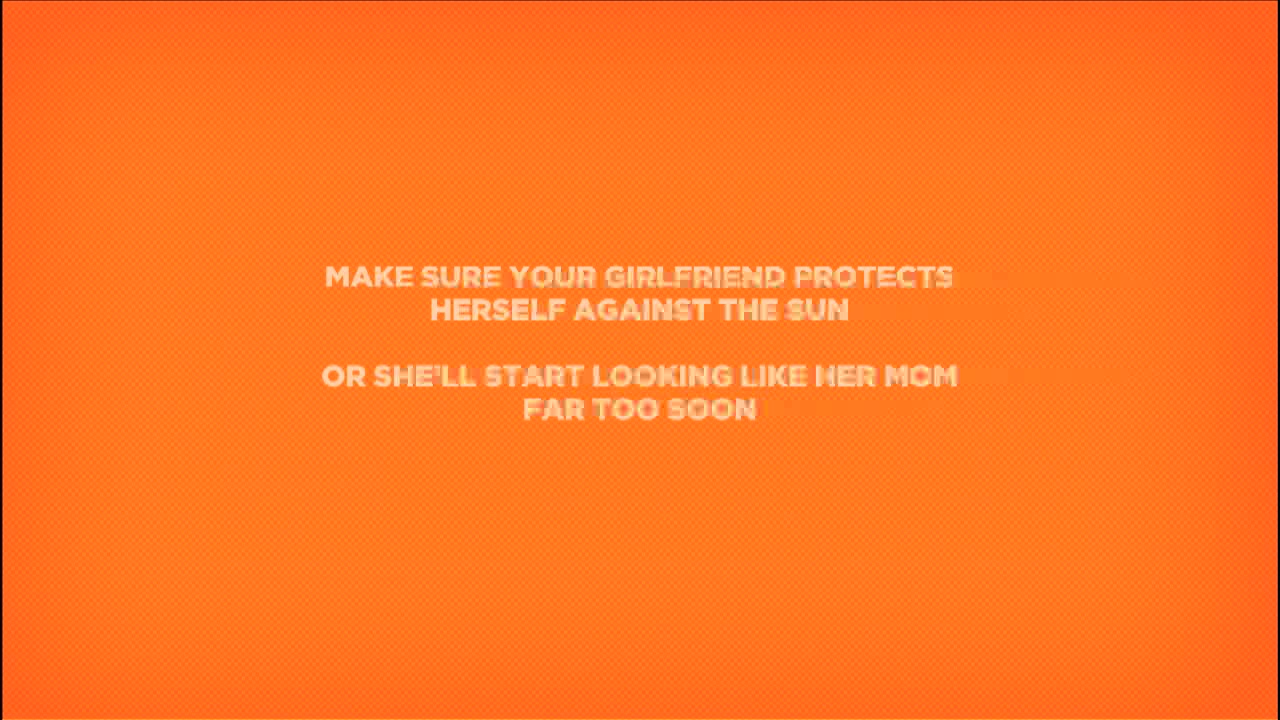 MAKE SURE YOUR GIRLFRIEND PROTECTS
HERSELF AGAINST THE SUN
OR SHE'LL START LOOKING LIKE HER MOM
FAR TOO SOON